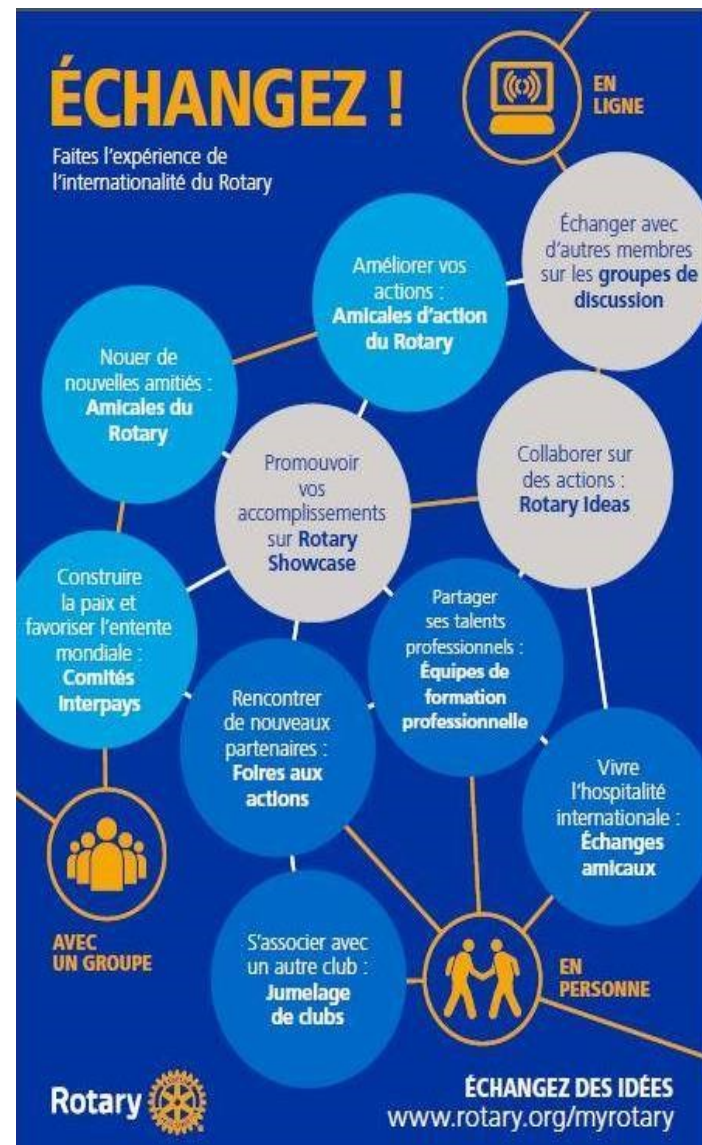 ÉCHANGEZ !
Faites l'expérience de
l'internationalité du Rotary
EN
LIGNE
Échanger avec
d'autres membres
sur les groupes de
discussion
Améliorer vos
actions :
Amicales d'action
du Rotary
Nouer de
nouvelles amitiés :
Amicales du
Rotary
Promouvoir
vos
accomplissements
sur Rotary
Showcase
Collaborer sur
des actions :
Rotary Ideas
Construire
la paix et
favoriser l'entente
mondiale :
Comités
Interpays
Partager
ses talents
professionnels :
Équipes de
formation
professionnelle
Rencontrer
de nouveaux
partenaires :
Foires aux
actions
Vivre
l'hospitalité
internationale :
Échanges
amicaux
AVEC
UN GROUPE
S'associer avec
un autre club :
Jumelage
de clubs
EN
PERSONNE
Rotary
ÉCHANGEZ DES IDÉES
www.rotary.org/myrotary